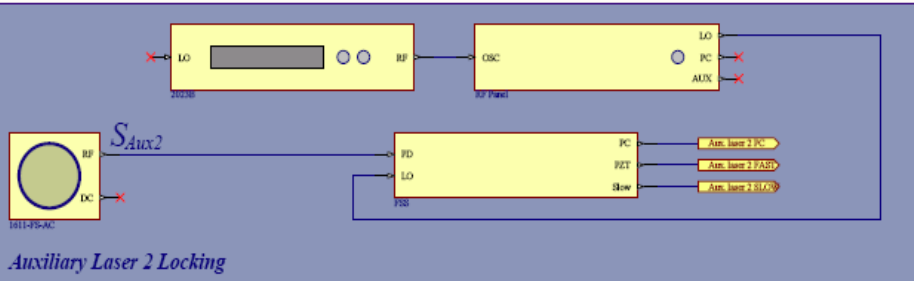 LO
LO
RF
OSC
PC
AUX
2023B
RF Panel
S_Aux2
RF
PD
PC
Aux. laser 2 PC
LO
PZT
Aux. laser 2 FAST
DC
Slow
Aux. laser 2 SLOW
1611-FS-AC
FSS
Auxiliary Laser 2 Locking